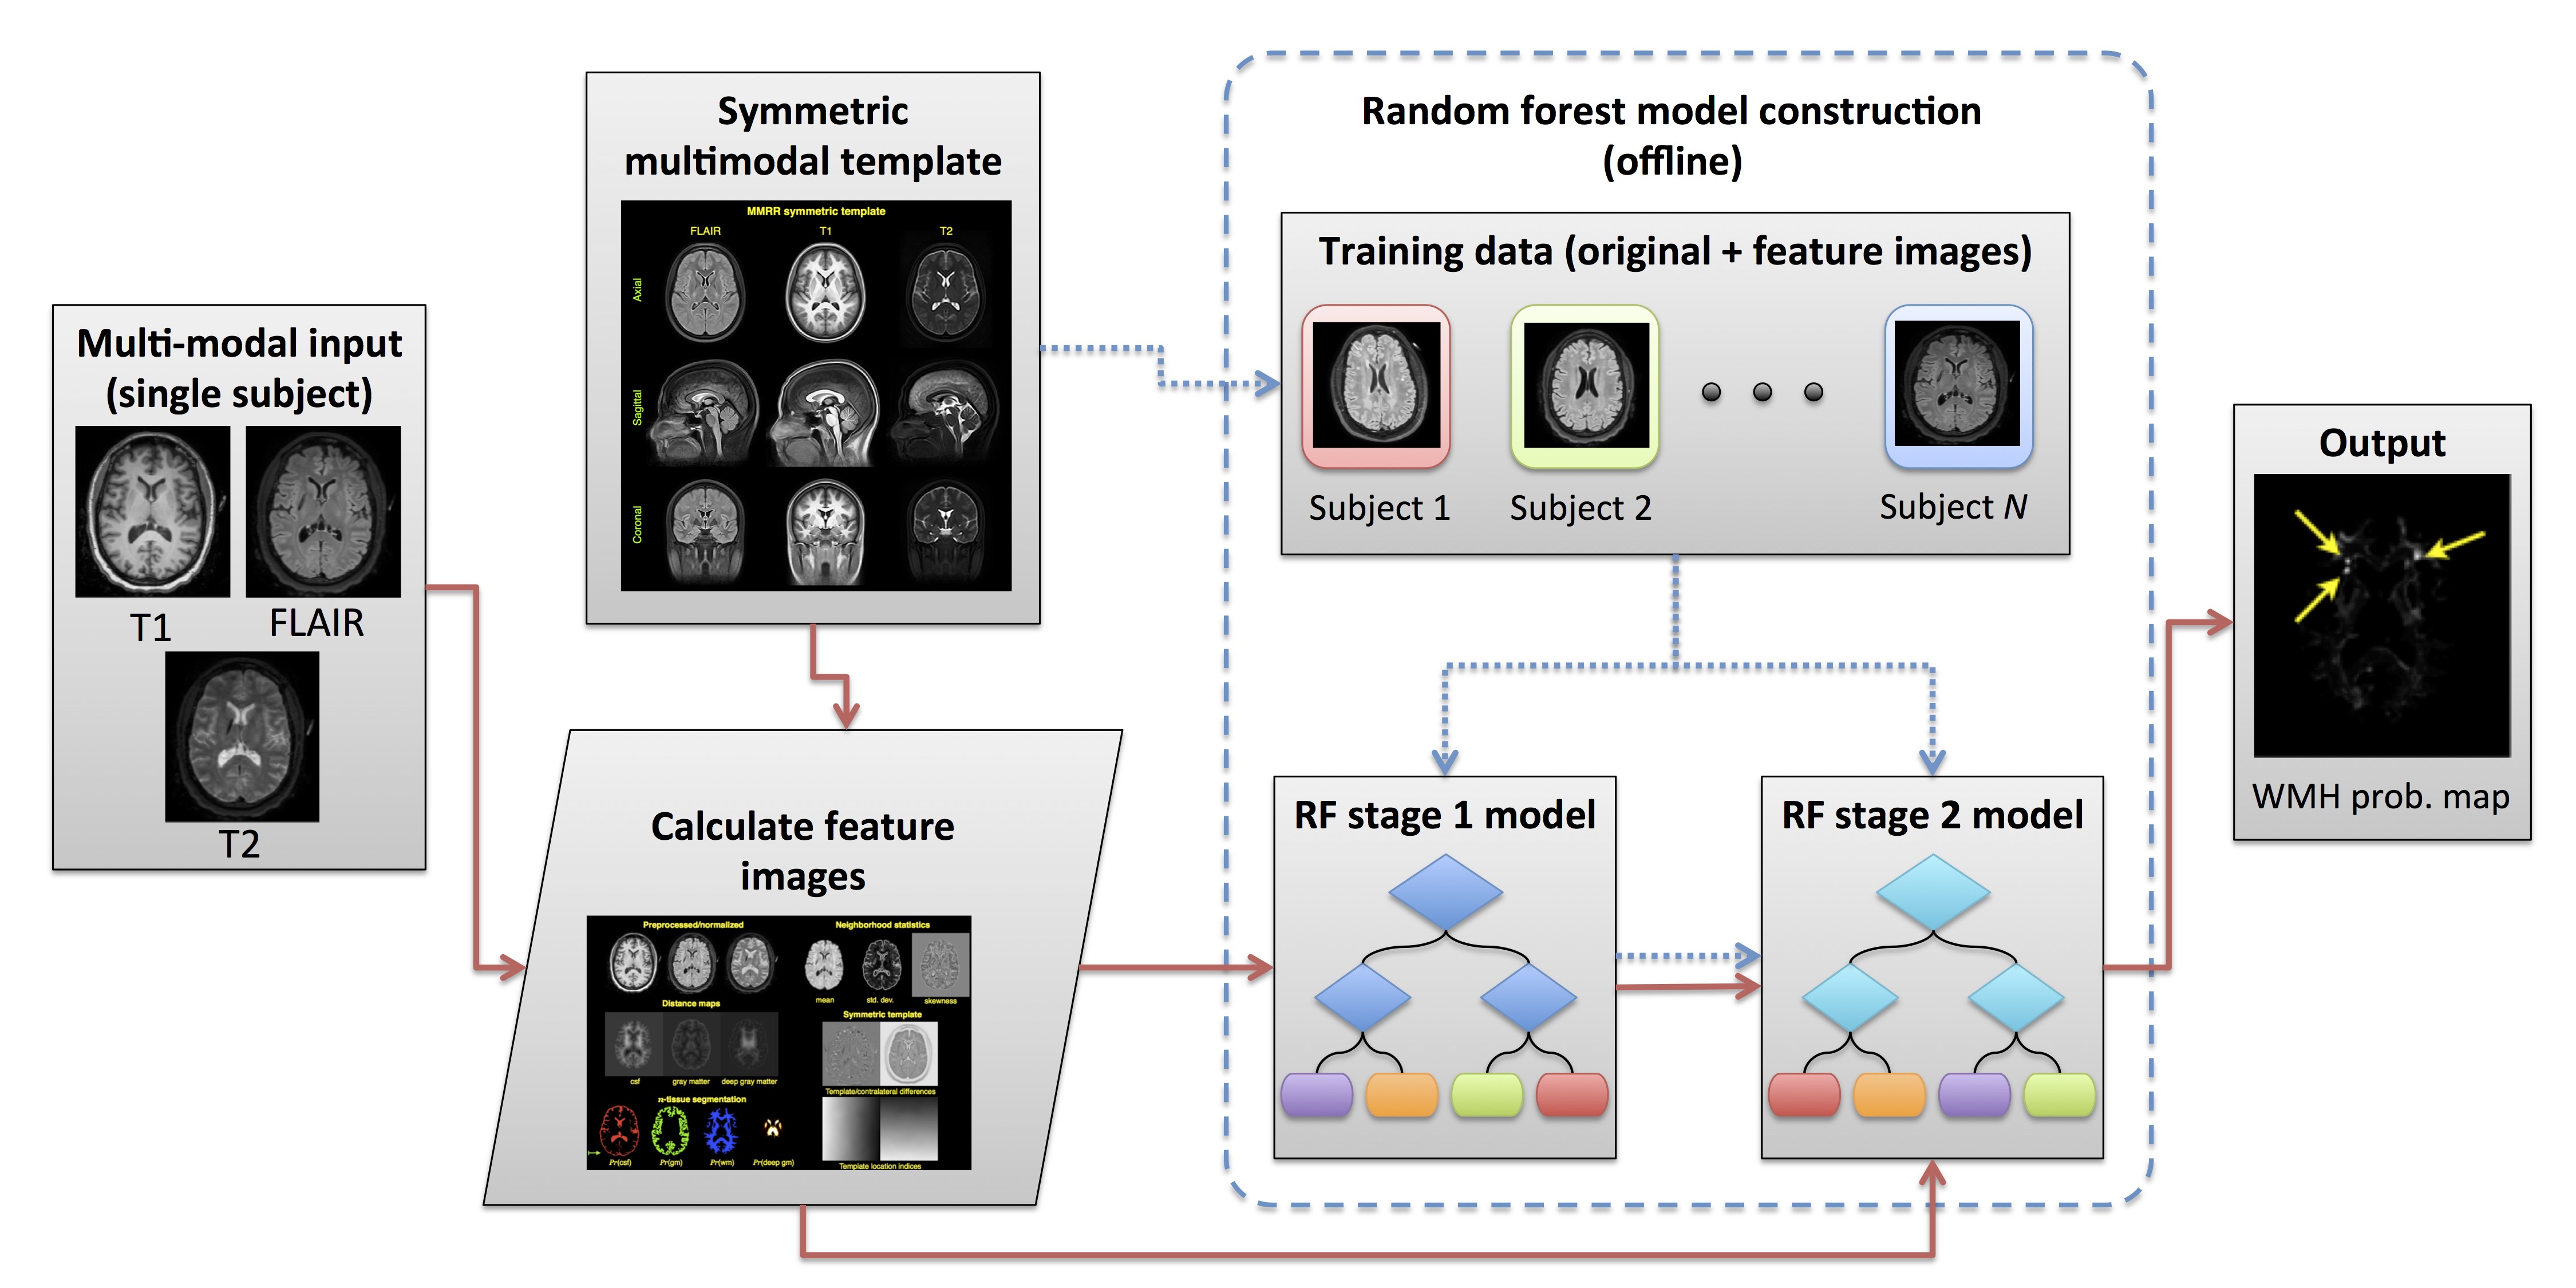 Multi-modal input
(single subject)
T1
FLAIR
T2
Symmetric
multimodal template
MMRR symmetric template
FLAIR
T1
T2
Axial
Sagittal
Coronal
Calculate feature
images
Preprocessed/normalized
Neighborhood statistics
mean
std. dev.
skewness
Distance maps
csf
gray matter
deep gray matter
Symmetric template
Template/contralateral differences
n-tissue segmentation
Pr(csf)
Pr(gm)
Pr(wm)
Pr(deep gm)
Template location indices
Random forest model construction
(offline)
Training data (original + feature images)
Subject 1
Subject 2
Subject N
RF stage 1 model
RF stage 2 model
Output
WMH prob. map